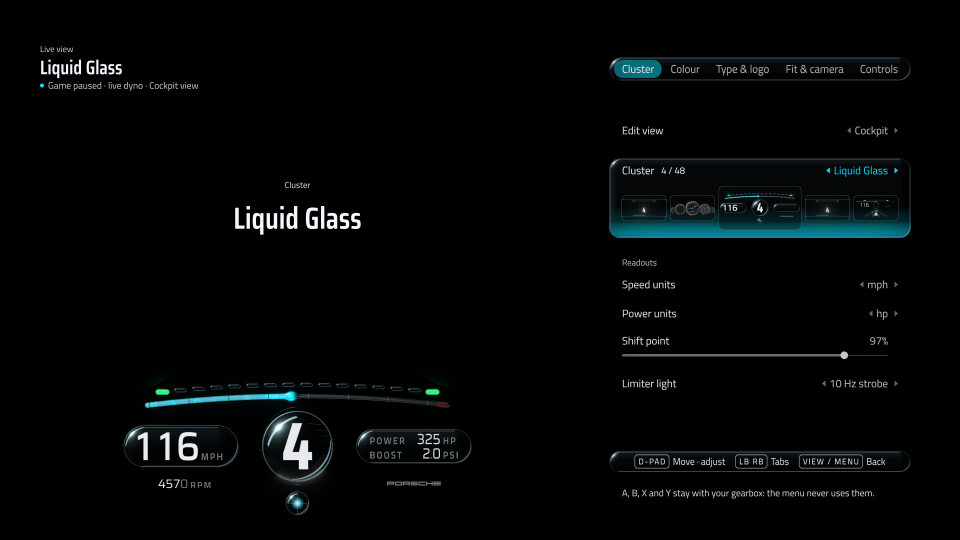 Live view
Liquid Glass
Game paused · live dyno · Cockpit view
Cluster
Liquid Glass
116 MPH
4570 RPM
4
POWER 325 HP
BOOST 2.0 PSI
PORSCHE
Cluster Colour Type & logo Fit & camera Controls
Edit view Cockpit
Cluster 4 / 48 Liquid Glass
4
116 4
4
116
Readouts
Speed units mph
Power units hp
Shift point 97%
Limiter light 10 Hz strobe
D-PAD Move · adjust LB RB Tabs VIEW / MENU Back
A, B, X and Y stay with your gearbox: the menu never uses them.